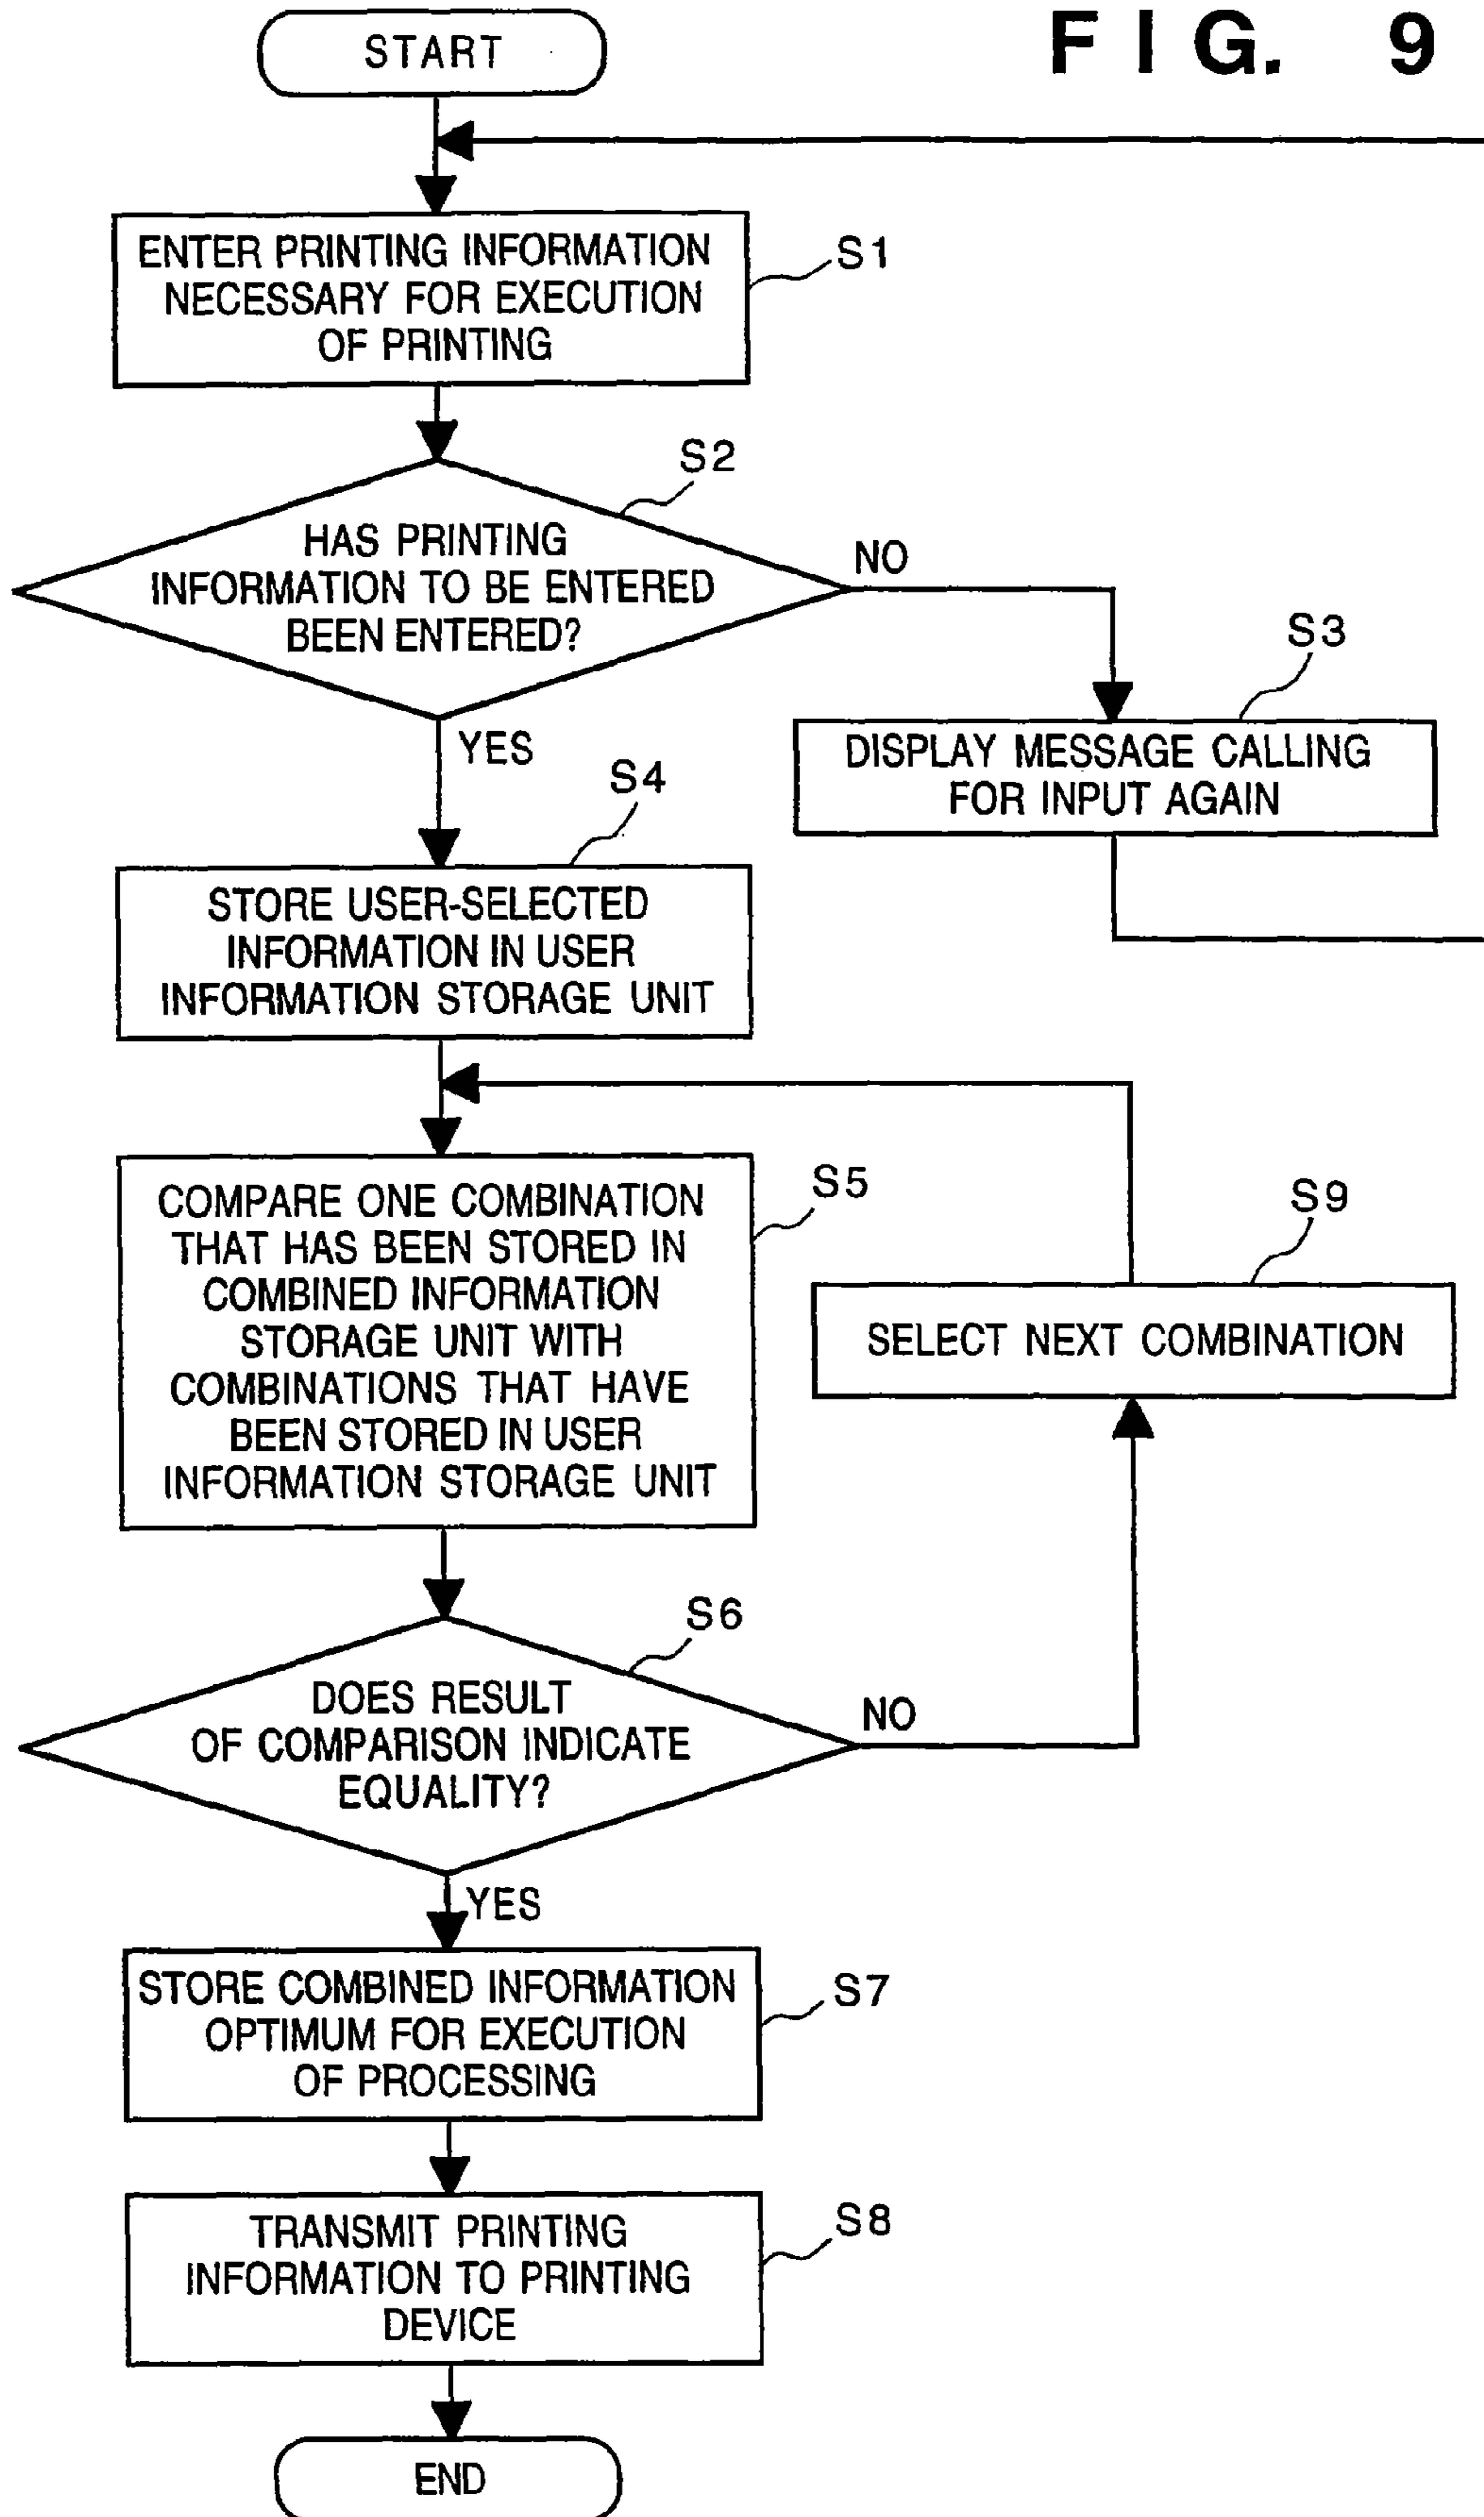 FIG. 9
START
ENTER PRINTING INFORMATION
NECESSARY FOR EXECUTION
OF PRINTING
S1
S2
HAS PRINTING
INFORMATION TO BE ENTERED
BEEN ENTERED?
NO
YES
S3
DISPLAY MESSAGE CALLING
FOR INPUT AGAIN
S4
STORE USER-SELECTED
INFORMATION IN USER
INFORMATION STORAGE UNIT
S5
COMPARE ONE COMBINATION
THAT HAS BEEN STORED IN
COMBINED INFORMATION
STORAGE UNIT WITH
COMBINATIONS THAT HAVE
BEEN STORED IN USER
INFORMATION STORAGE UNIT
S9
SELECT NEXT COMBINATION
S6
DOES RESULT
OF COMPARISON INDICATE
EQUALITY?
NO
YES
STORE COMBINED INFORMATION
OPTIMUM FOR EXECUTION
OF PROCESSING
S7
TRANSMIT PRINTING
INFORMATION TO PRINTING
DEVICE
S8
END